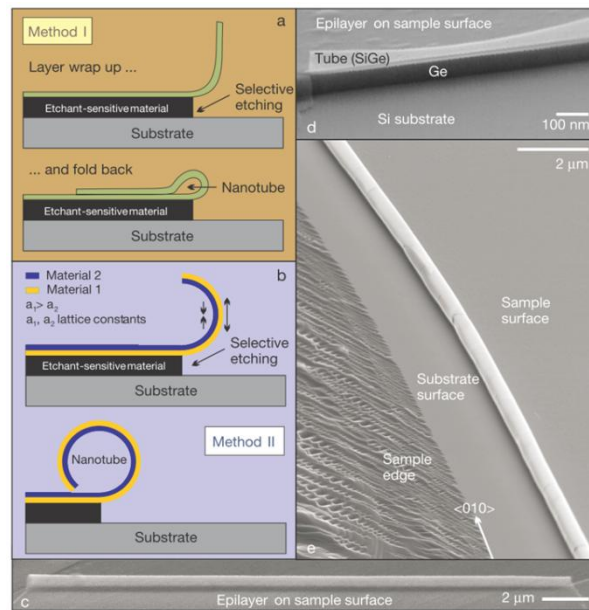 a
Method I
Layer wrap up ...
Etchant-sensitive material
Selective
etching
Substrate
... and fold back
Nanotube
Etchant-sensitive material
Substrate
b
Material 2
Material 1
a₁> a₂
a₁, a₂ lattice constants
Selective
etching
Etchant-sensitive material
Substrate
Method II
Nanotube
Substrate
Epilayer on sample surface
Tube (SiGe)
Ge
Si substrate
d
100 nm
2 µm
Sample
surface
Substrate
surface
Sample
edge
<010>
e
c
Epilayer on sample surface
2 µm